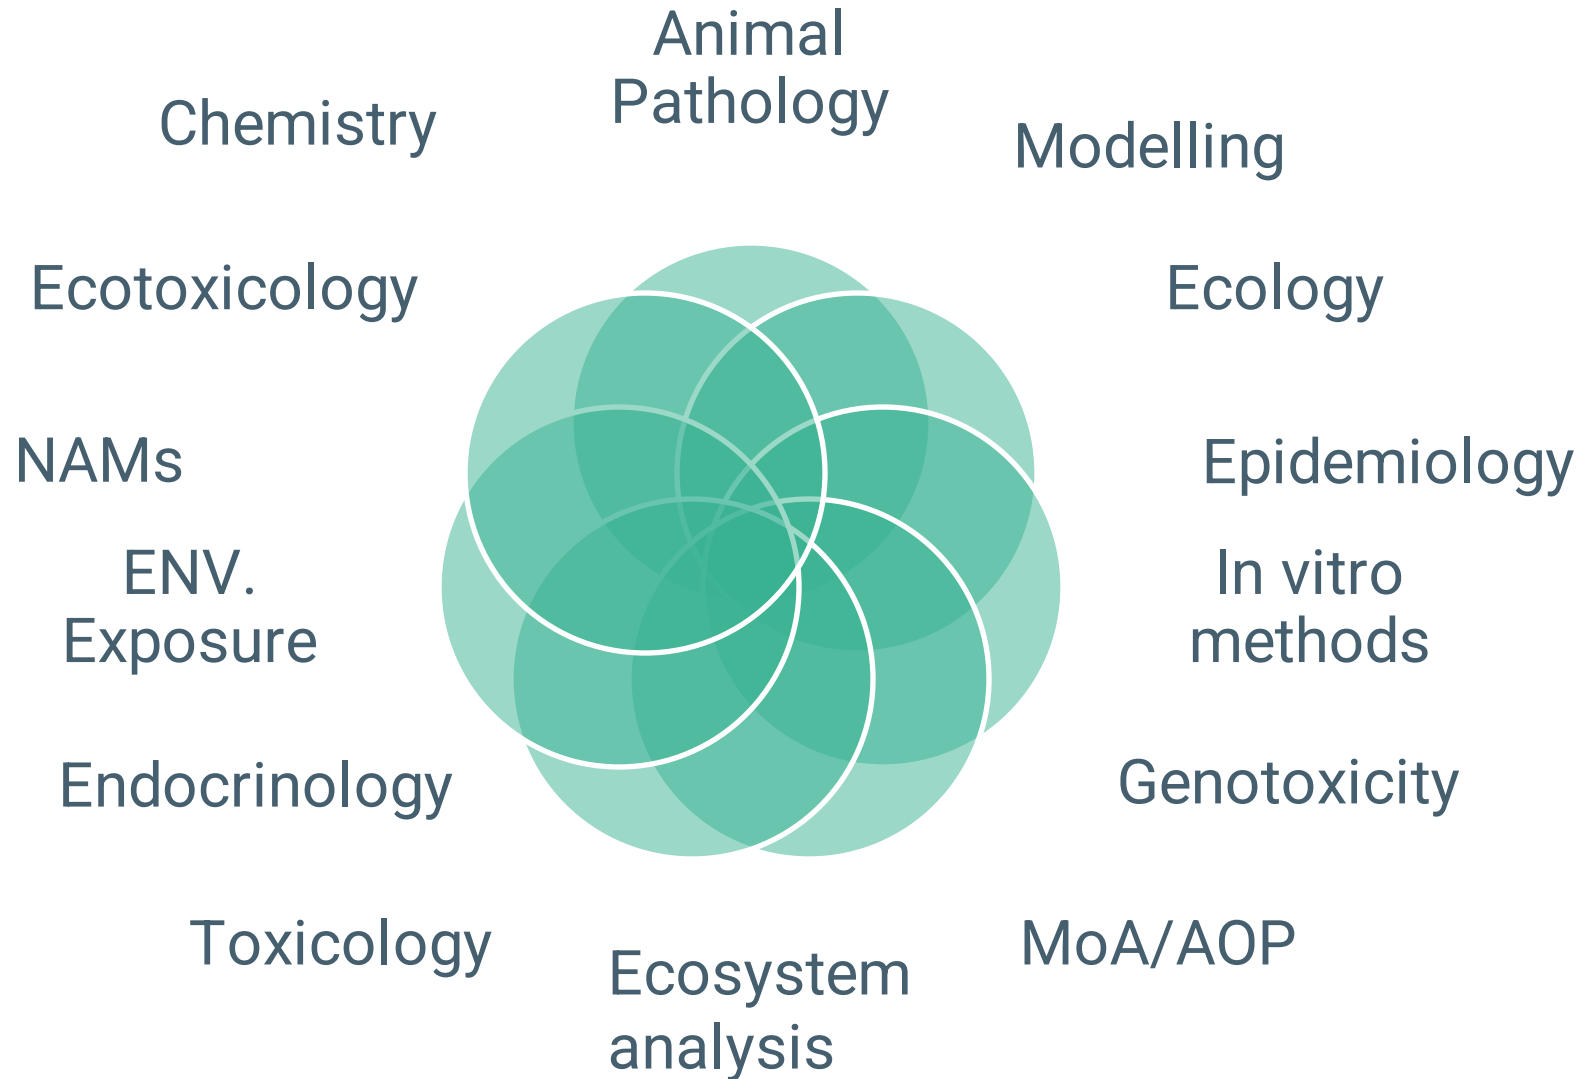 Animal
Pathology
Chemistry
Modelling
Ecotoxicology
Ecology
NAMs
Epidemiology
ENV.
Exposure
In vitro
methods
Endocrinology
Genotoxicity
Toxicology
MoA/AOP
Ecosystem
analysis